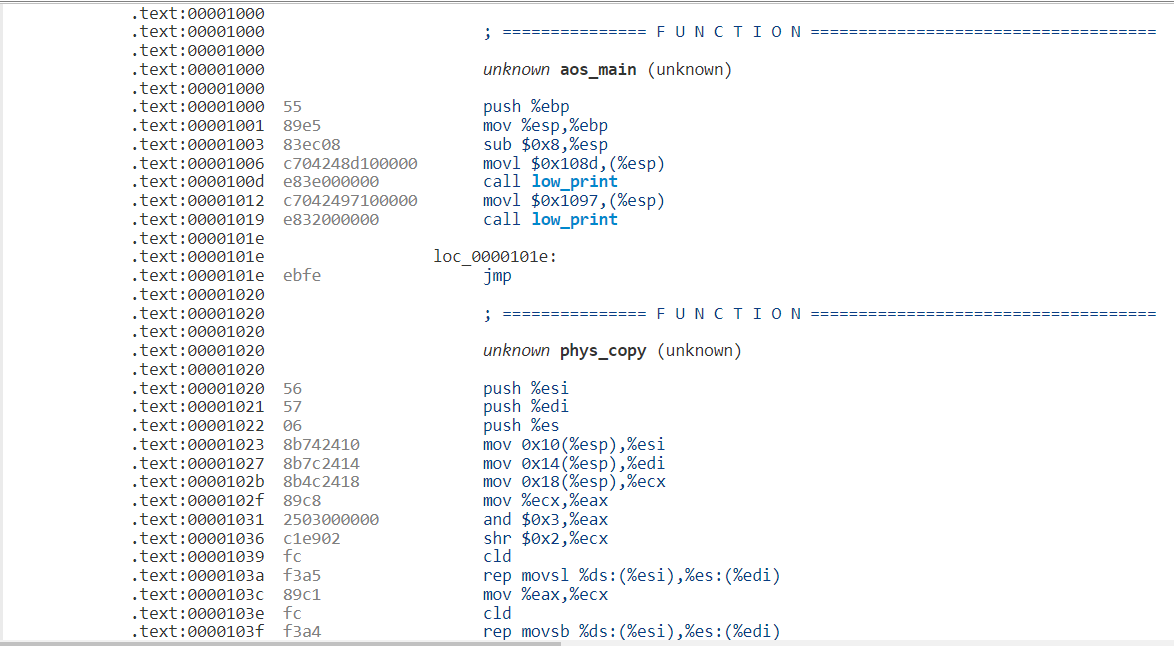 .text:00001000
.text:00001000 ; =============== F U N C T I O N ====================================
.text:00001000
.text:00001000 unknown aos_main (unknown)
.text:00001000
.text:00001000 55 push %ebp
.text:00001001 89e5 mov %esp,%ebp
.text:00001003 83ec08 sub $0x8,%esp
.text:00001006 c704248d100000 movl $0x108d,(%esp)
.text:0000100d e83e000000 call low_print
.text:00001012 c7042497100000 movl $0x1097,(%esp)
.text:00001019 e832000000 call low_print
.text:0000101e
.text:0000101e loc_0000101e:
.text:0000101e ebfe jmp
.text:00001020
.text:00001020 ; =============== F U N C T I O N ====================================
.text:00001020
.text:00001020 unknown phys_copy (unknown)
.text:00001020
.text:00001020 56 push %esi
.text:00001021 57 push %edi
.text:00001022 06 push %es
.text:00001023 8b742410 mov 0x10(%esp),%esi
.text:00001027 8b7c2414 mov 0x14(%esp),%edi
.text:0000102b 8b4c2418 mov 0x18(%esp),%ecx
.text:0000102f 89c8 mov %ecx,%eax
.text:00001031 2503000000 and $0x3,%eax
.text:00001036 c1e902 shr $0x2,%ecx
.text:00001039 fc cld
.text:0000103a f3a5 rep movsl %ds:(%esi),%es:(%edi)
.text:0000103c 89c1 mov %eax,%ecx
.text:0000103e fc cld
.text:0000103f f3a4 rep movsb %ds:(%esi),%es:(%edi)